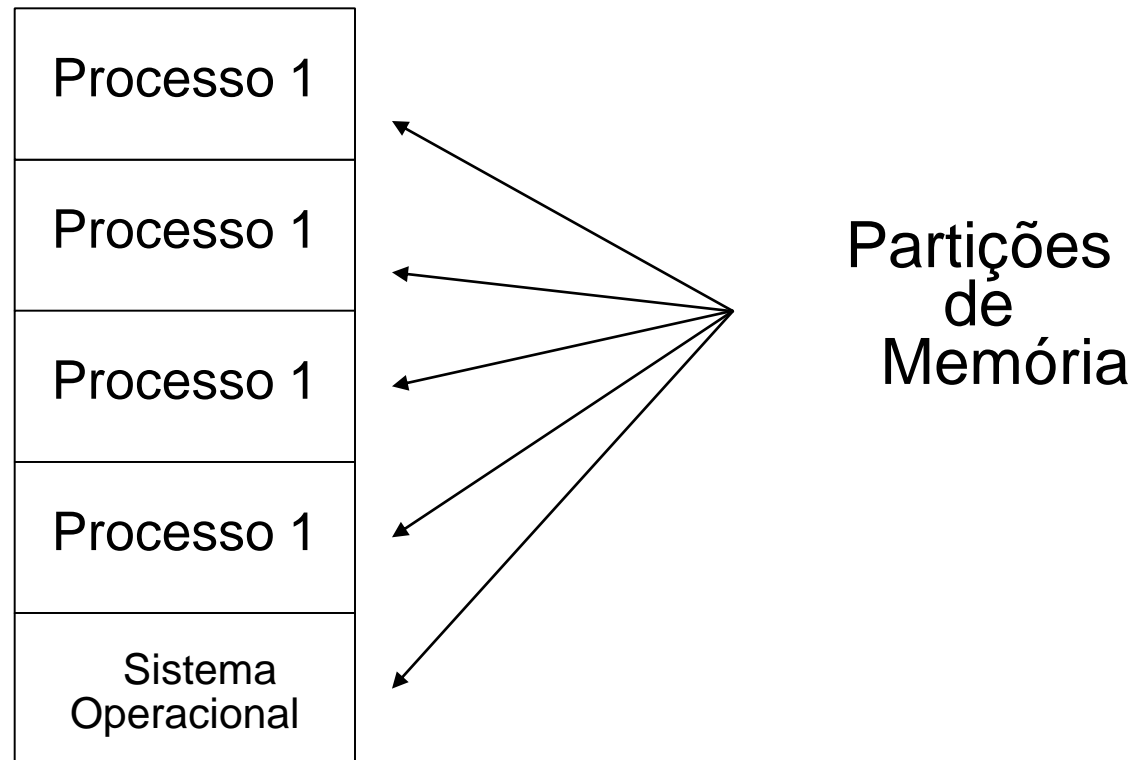 Processo 1
Processo 1
Processo 1
Processo 1
Sistema
Operacional
Partições
de
Memória